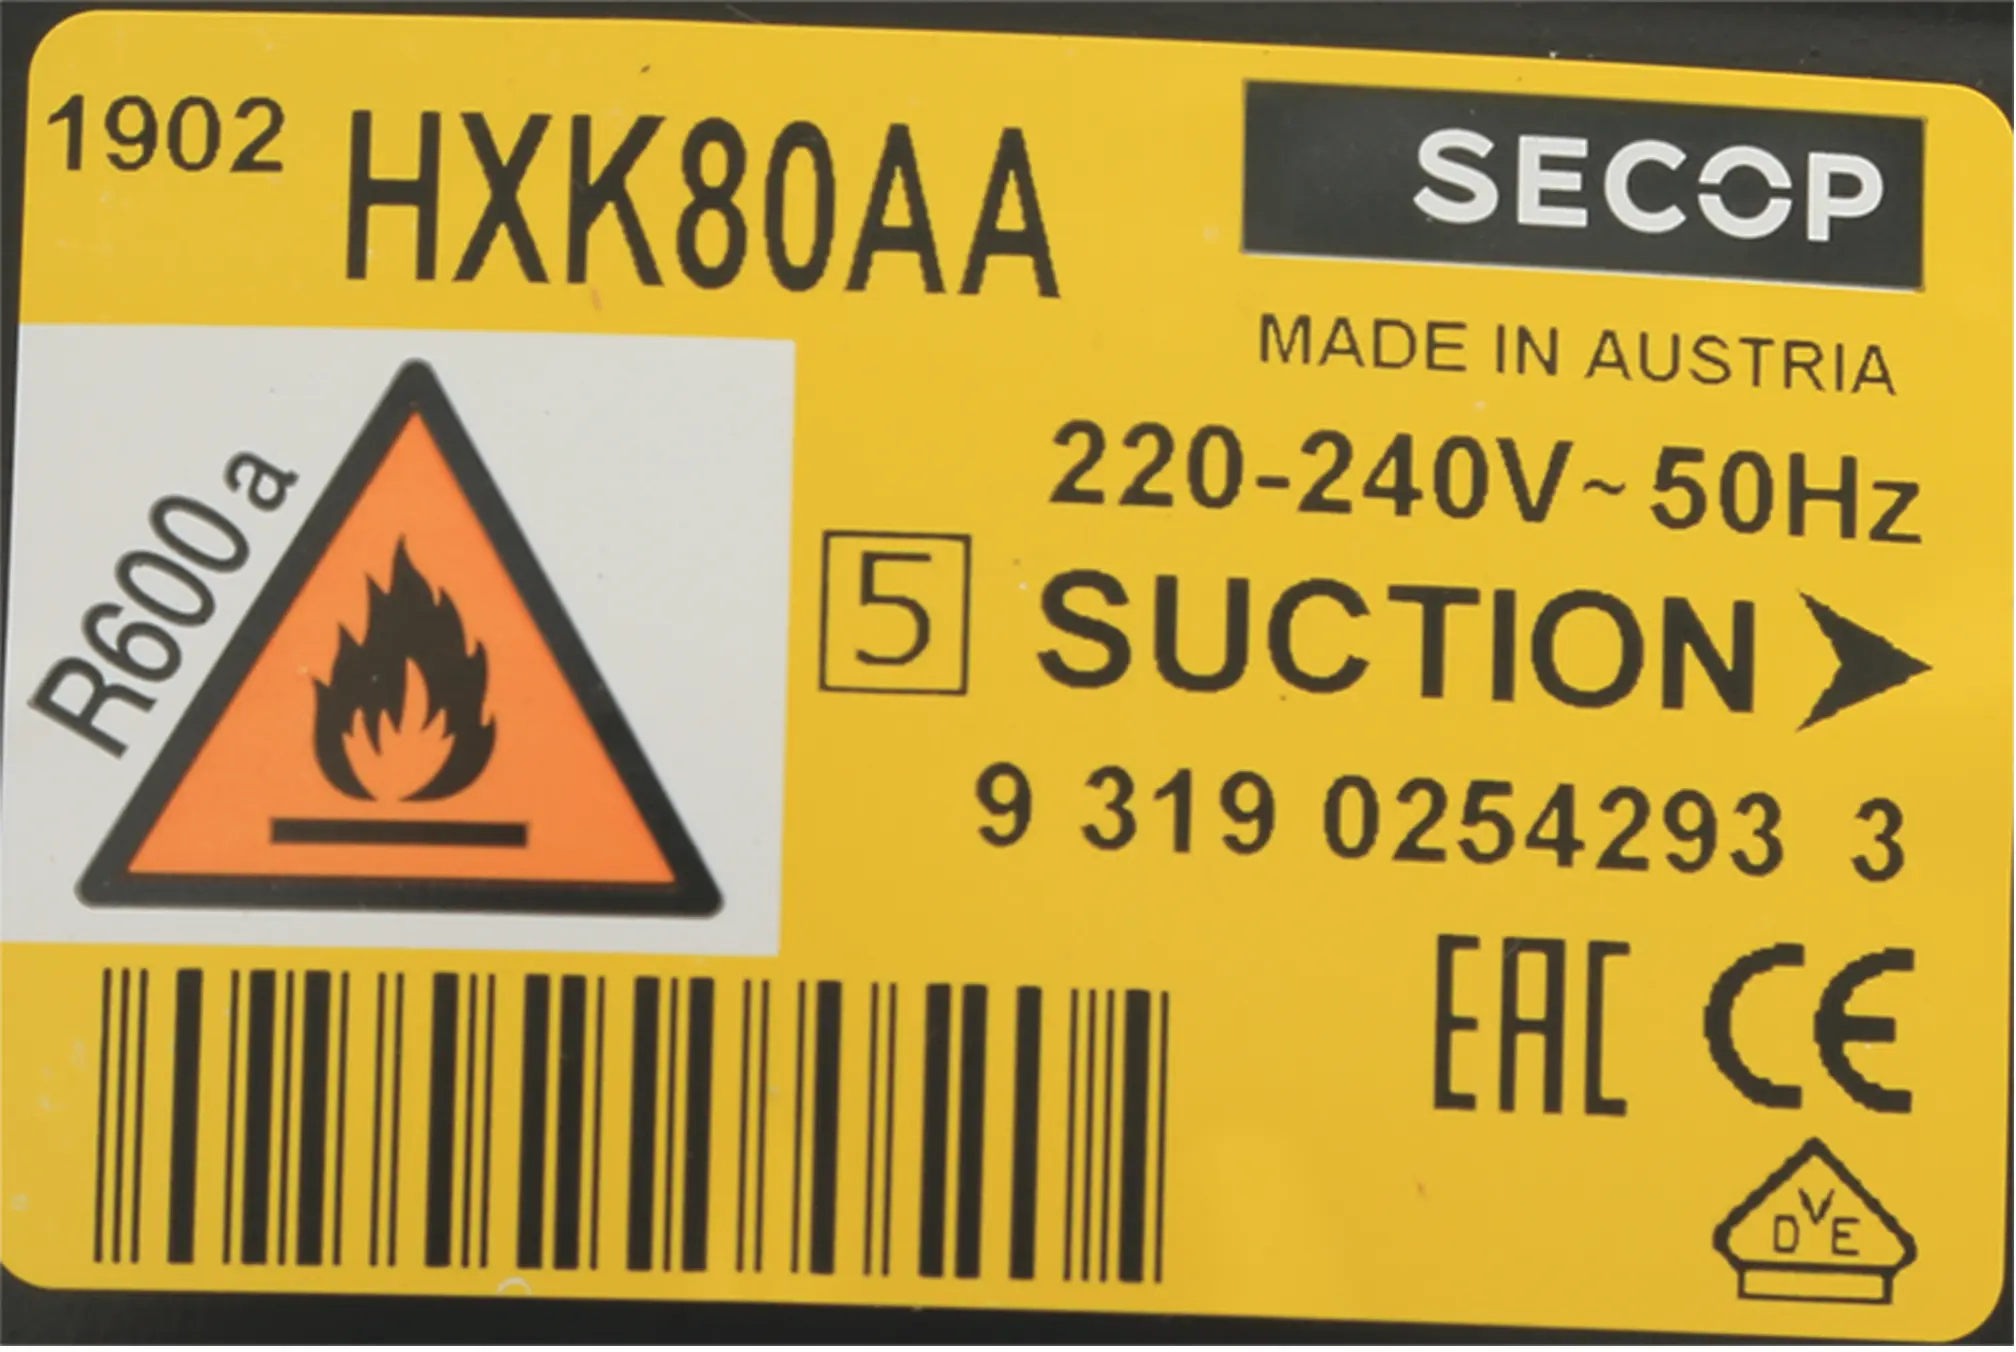 1902 HXK80AA
SECOP
MADE IN AUSTRIA
R600a
220-240V~50Hz
5 SUCTION
9 319 0254293 3
EAC CE
DVE